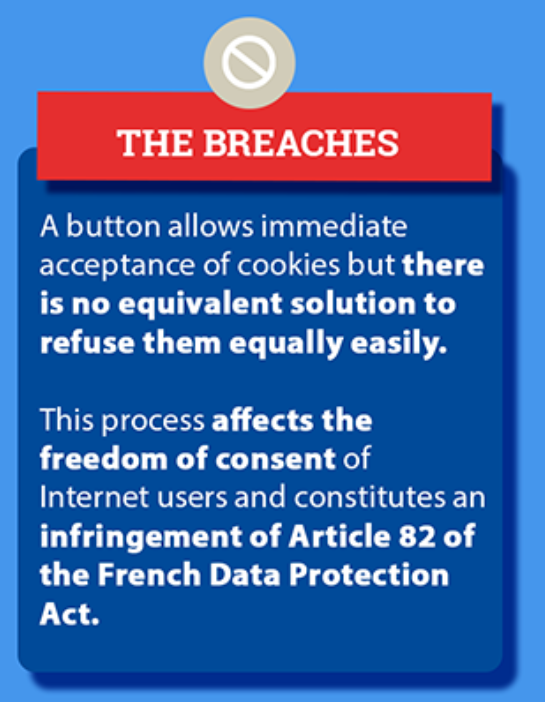 THE BREACHES
A button allows immediate
acceptance of cookies but there
is no equivalent solution to
refuse them equally easily.
This process affects the
freedom of consent of
Internet users and constitutes an
infringement of Article 82 of
the French Data Protection
Act.